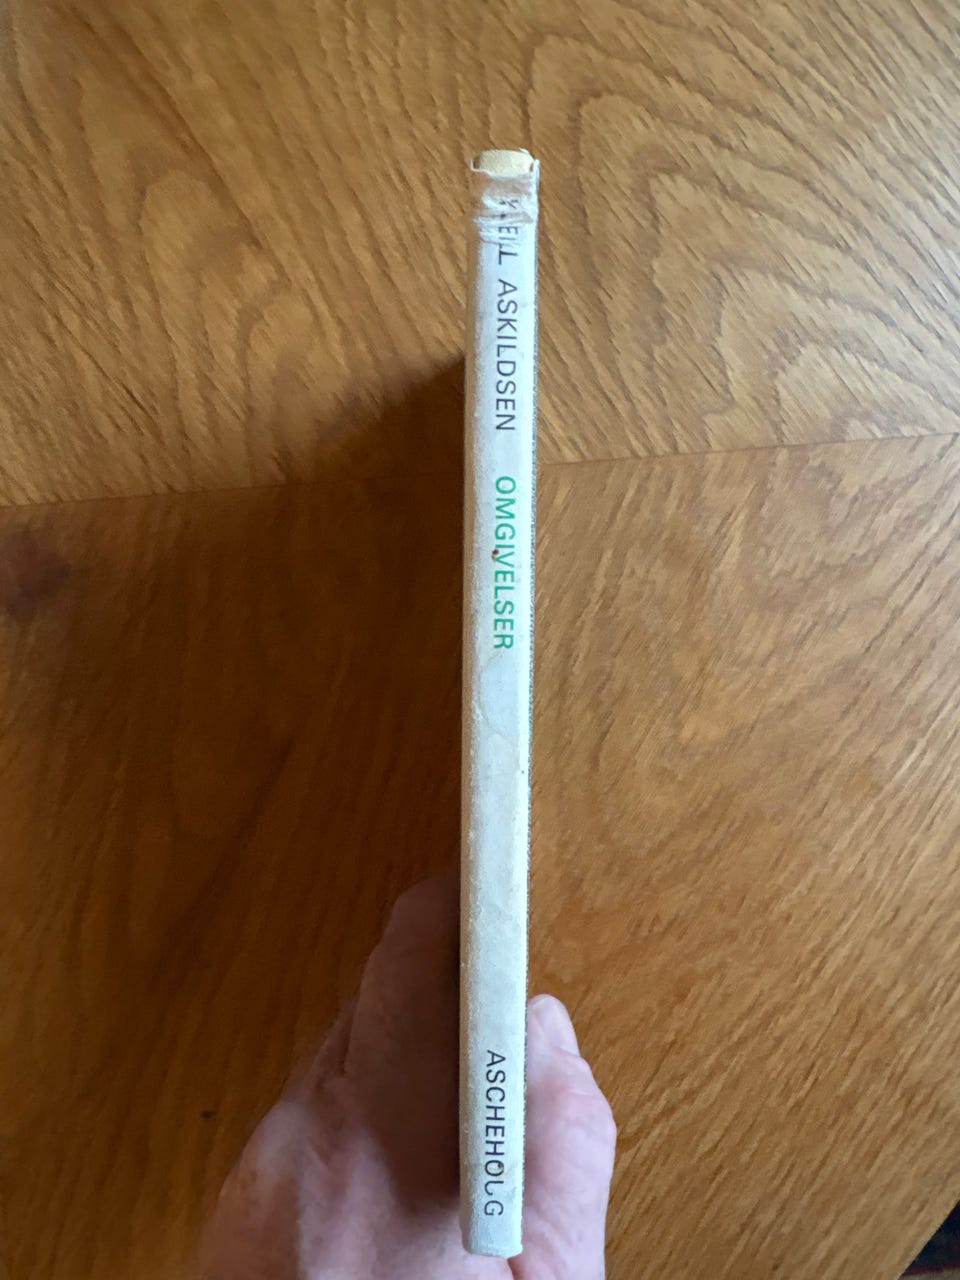 ASKILDSEN OMGIVELSER
ASCHEHOUG